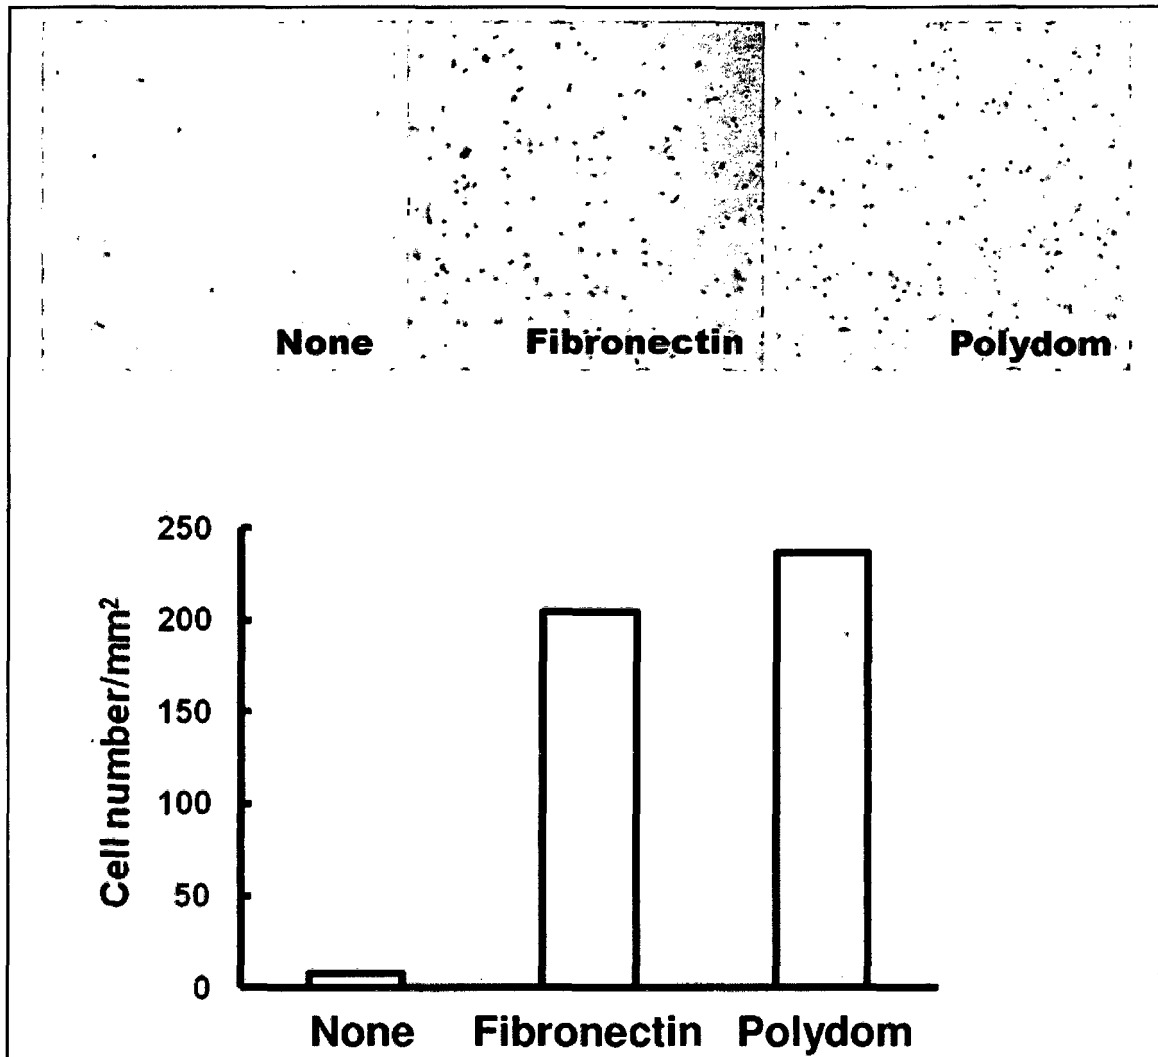 None
Fibronectin
Polydom
250
200
150
100
50
0
Cell number/mm²
None
Fibronectin
Polydom